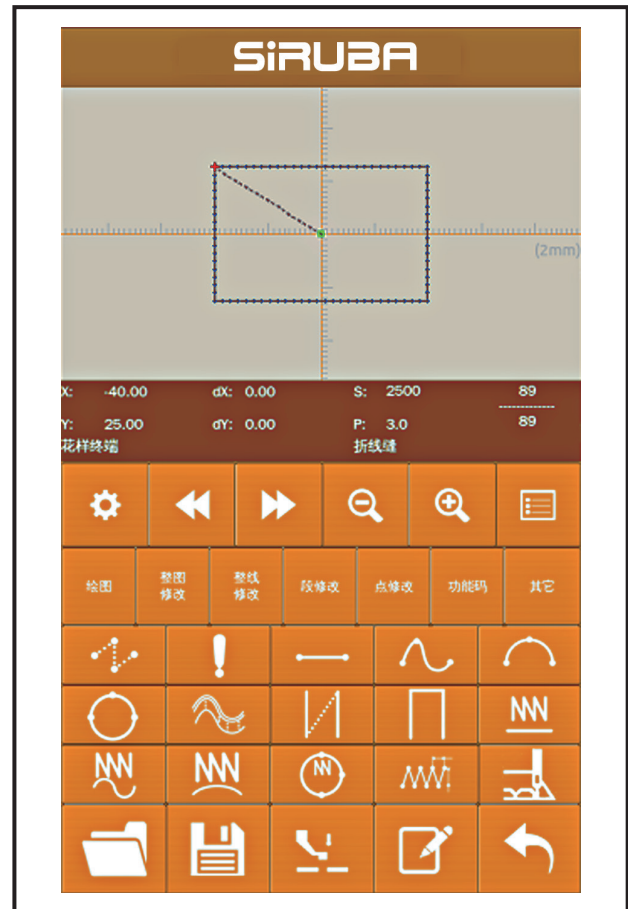 SiRUBA
(2mm)
X: -40.00 dX: 0.00 S: 2500 89
Y: 25.00 dY: 0.00 P: 3.0 89
花样终端 折线缝
绘图 整图修改 整线修改 段修改 点修改 功能码 其它